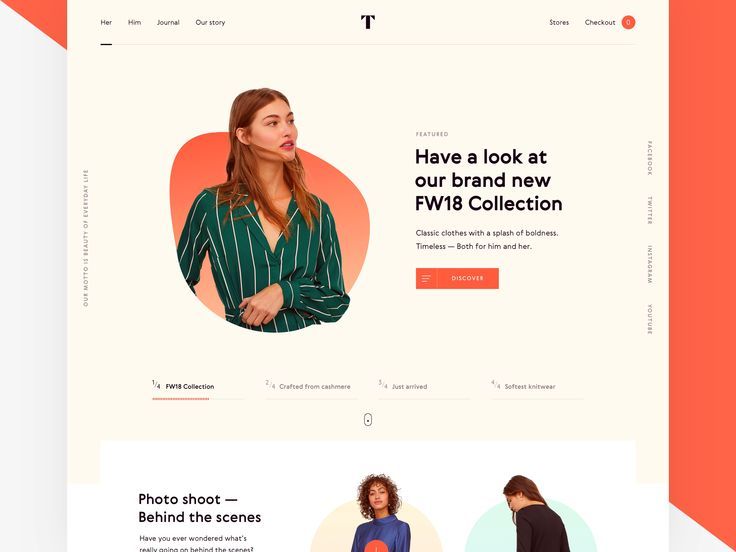 Her
Him
Journal
Our story
T
Stores
Checkout
0
OUR MOTTO IS BEAUTY OF EVERYDAY LIFE
FEATURED
Have a look at
our brand new
FW18 Collection
Classic clothes with a splash of boldness.
Timeless — Both for him and her.
DISCOVER
FACEBOOK
TWITTER
INSTAGRAM
YOUTUBE
1/4 FW18 Collection
2/4 Crafted from cashmere
3/4 Just arrived
4/4 Softest knitwear
Photo shoot —
Behind the scenes
Have you ever wondered what's
really going on behind the scenes?